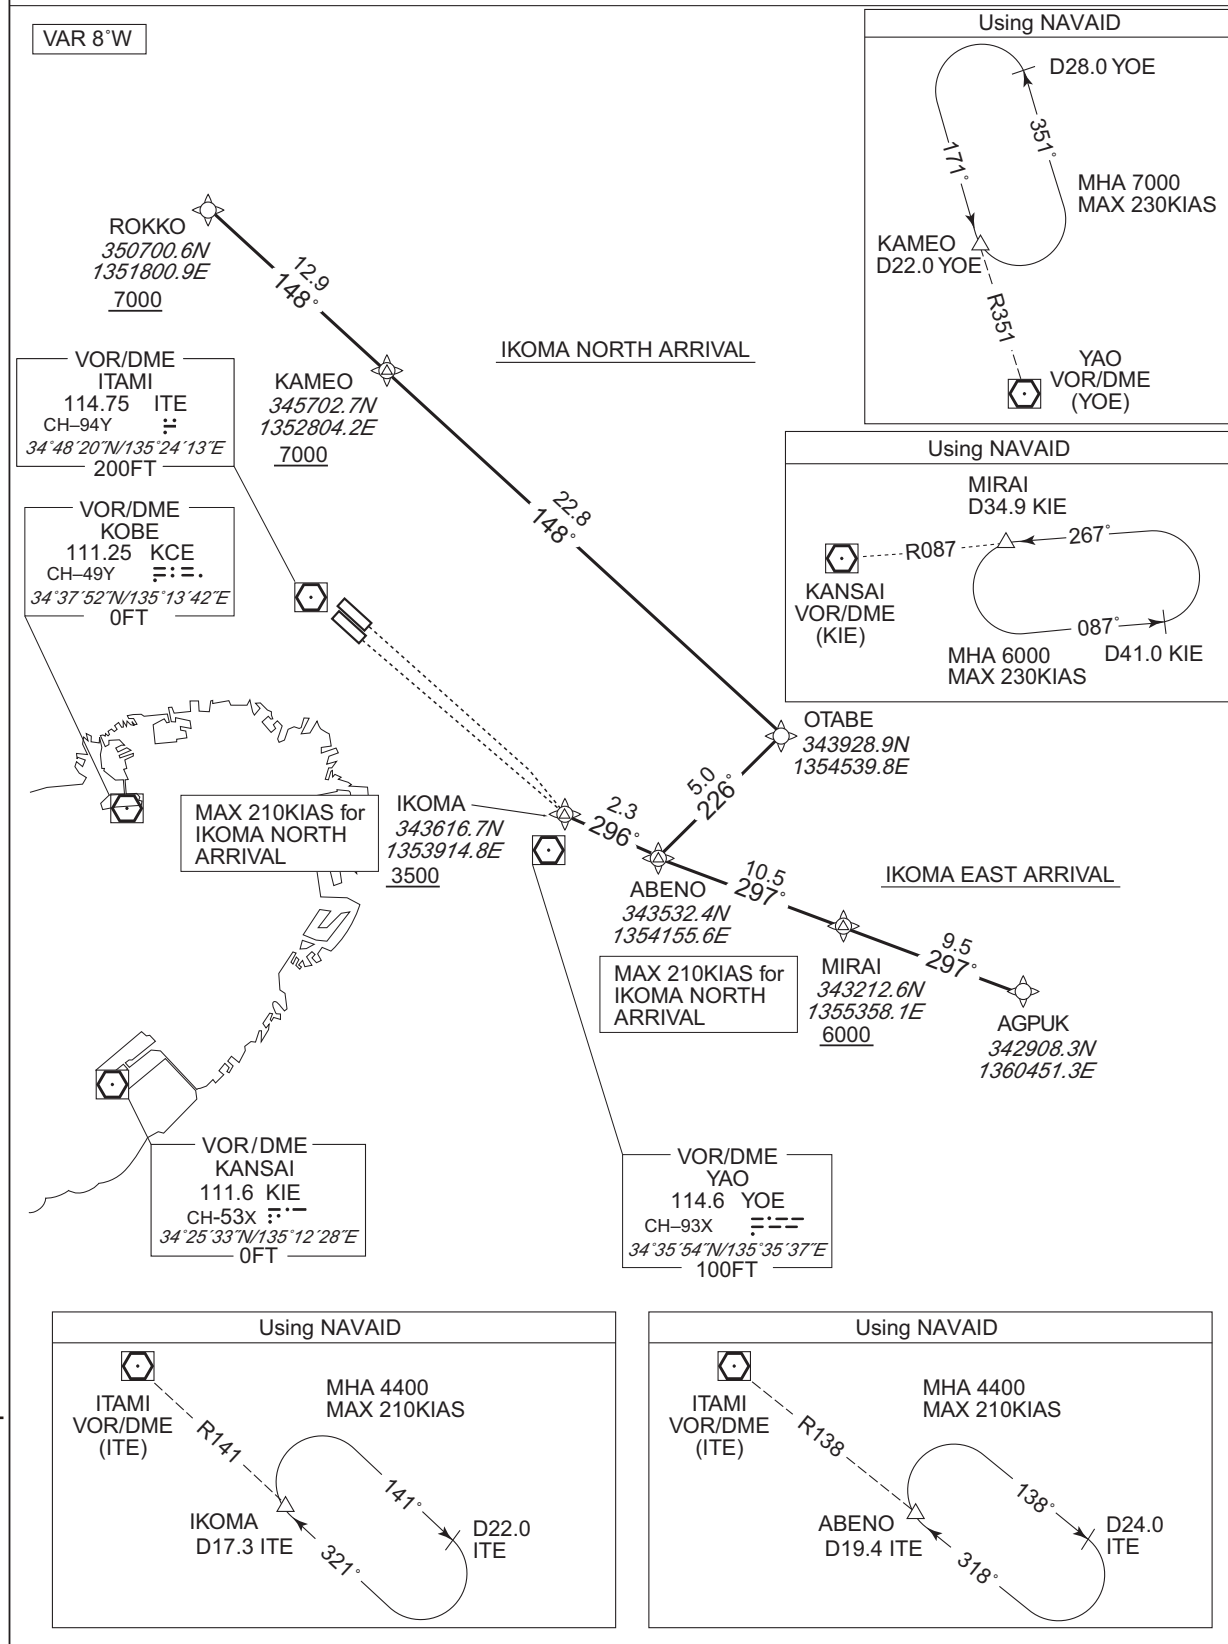 VAR 8°W
Using NAVAID
D28.0 YOE
351°
171°
MHA 7000
MAX 230KIAS
KAMEO
D22.0 YOE
R351
YAO
VOR/DME
(YOE)
ROKKO
350700.6N
1351800.9E
7000
12.9
148°
IKOMA NORTH ARRIVAL
KAMEO
345702.7N
1352804.2E
7000
VOR/DME
ITAMI
114.75 ITE
CH–94Y
34°48´20˝N/135°24´13˝E
200FT
VOR/DME
KOBE
111.25 KCE
CH–49Y
34°37´52˝N/135°13´42˝E
0FT
22.8
148°
Using NAVAID
MIRAI
D34.9 KIE
R087
267°
KANSAI
VOR/DME
(KIE)
087°
MHA 6000
MAX 230KIAS
D41.0 KIE
OTABE
343928.9N
1354539.8E
5.0
226°
MAX 210KIAS for
IKOMA NORTH
ARRIVAL
IKOMA
343616.7N
1353914.8E
3500
2.3
296°
ABENO
343532.4N
1354155.6E
10.5
297°
IKOMA EAST ARRIVAL
MAX 210KIAS for
IKOMA NORTH
ARRIVAL
MIRAI
343212.6N
1355358.1E
6000
9.5
297°
AGPUK
342908.3N
1360451.3E
VOR/DME
KANSAI
111.6 KIE
CH-53X
34°25´33˝N/135°12´28˝E
0FT
VOR/DME
YAO
114.6 YOE
CH–93X
34°35´54˝N/135°35´37˝E
100FT
Using NAVAID
ITAMI
VOR/DME
(ITE)
R141
MHA 4400
MAX 210KIAS
141°
IKOMA
D17.3 ITE
321°
D22.0
ITE
Using NAVAID
ITAMI
VOR/DME
(ITE)
R138
MHA 4400
MAX 210KIAS
138°
ABENO
D19.4 ITE
318°
D24.0
ITE